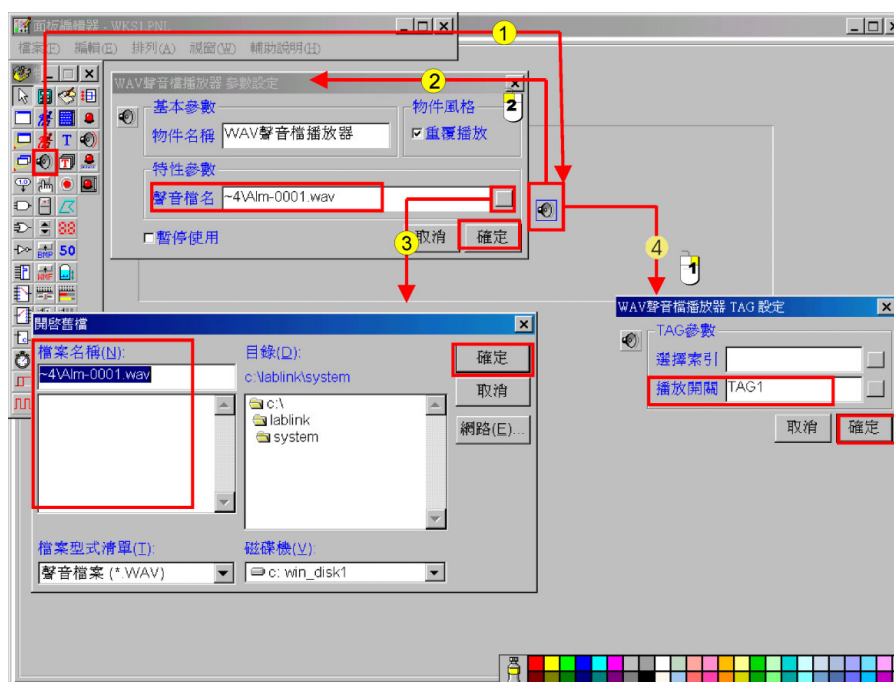 面板編輯器 - WKS1.PNL
檔案(F) 編輯(E) 排列(A) 視窗(W) 輔助說明(H)
1
2
WAV聲音檔播放器 參數設定
基本參數
物件名稱 WAV聲音檔播放器
物件風格
2
重覆播放
特性參數
聲音檔名 ~4\Alm-0001.wav
暫停使用
3
取消
確定
4
1
T
1.0
88
BMP
50
WMF
開啟舊檔
檔案名稱(N):
~4\Alm-0001.wav
目錄(D):
c:\lablink\system
c:\
lablink
system
確定
取消
網路(E)...
檔案型式清單(T):
聲音檔案 (*.WAV)
磁碟機(V):
c: win_disk1
WAV聲音檔播放器 TAG 設定
TAG參數
選擇索引
播放開關 TAG1
取消
確定